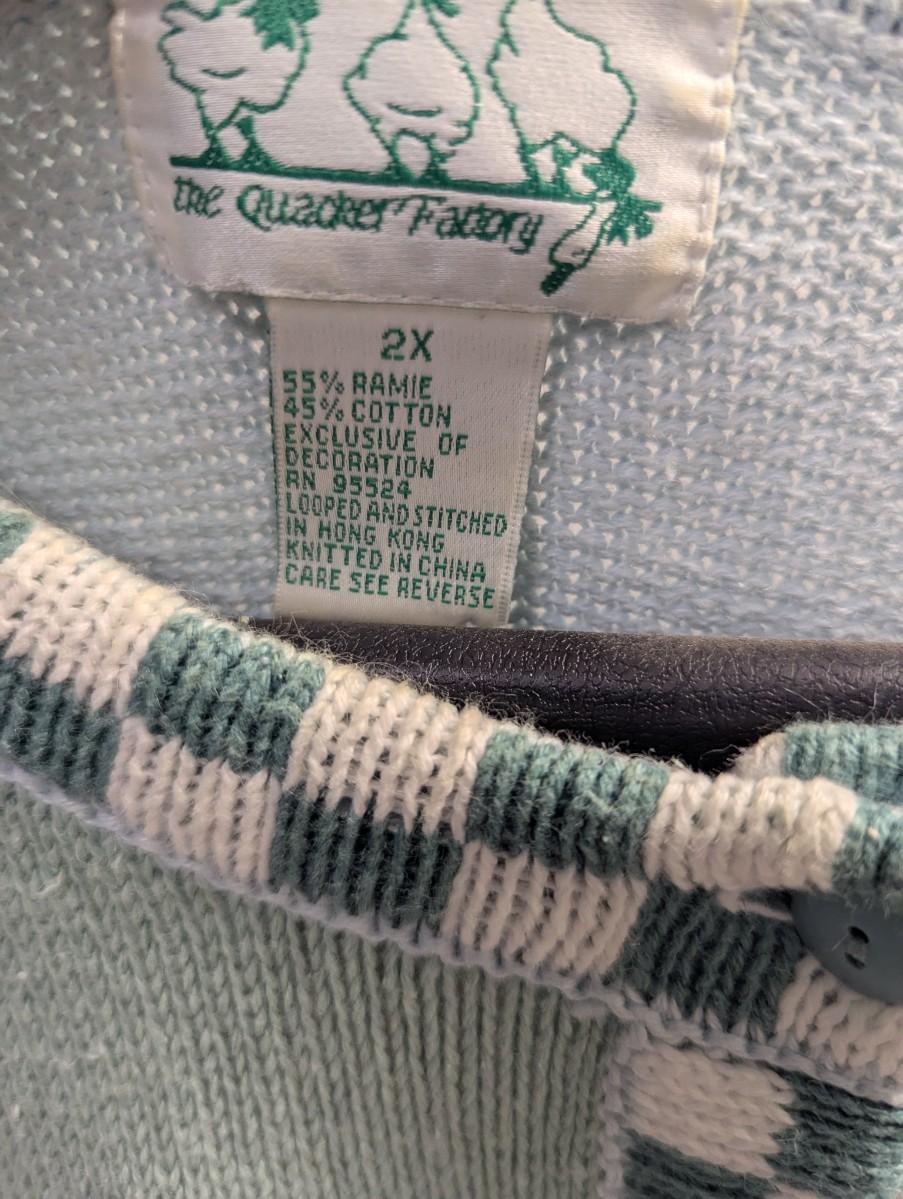 the Quacker Factory
2X
55% RAMIE
45% COTTON
EXCLUSIVE OF
DECORATION
RN 95524
LOOPED AND STITCHED
IN HONG KONG
KNITTED IN CHINA
CARE SEE REVERSE